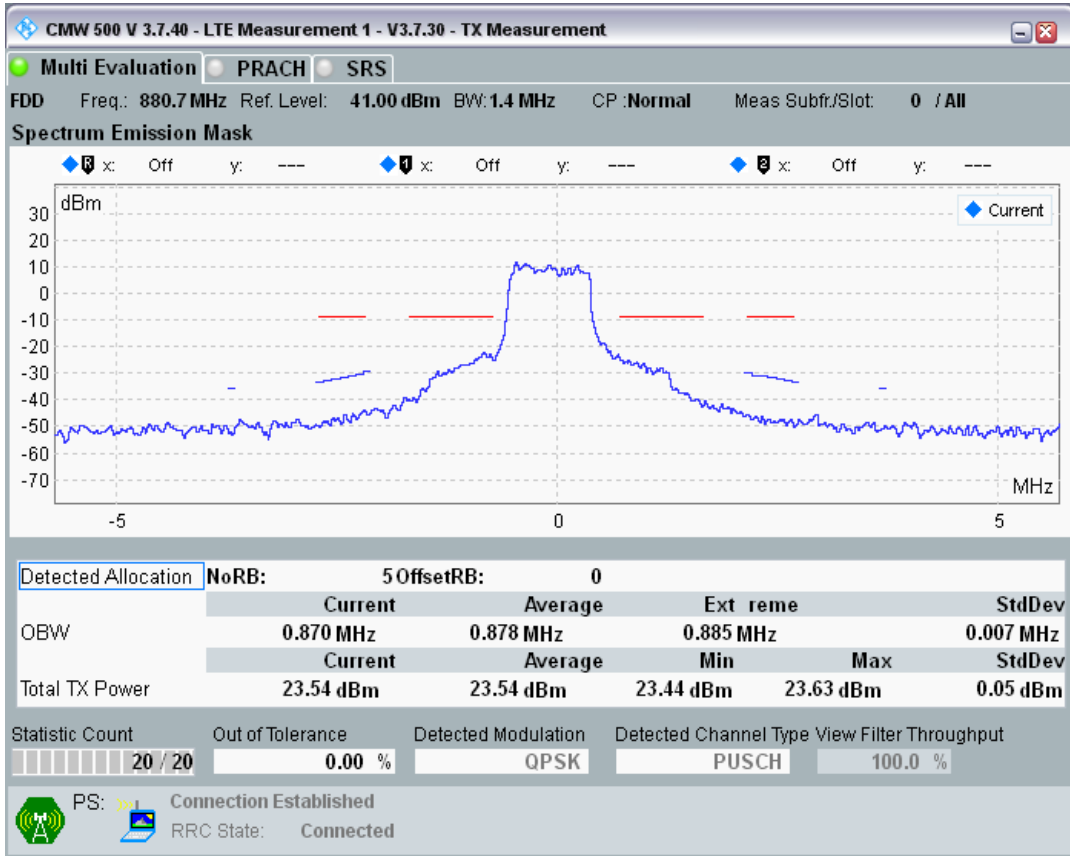 CMW 500 V 3.7.40 - LTE Measurement 1 - V3.7.30 - TX Measurement
Multi Evaluation PRACH SRS
FDD Freq.: 880.7 MHz Ref. Level: 41.00 dBm BW: 1.4 MHz CP :Normal Meas Subfr./Slot: 0 / All
Spectrum Emission Mask
R x: Off y: --- 1 x: Off y: --- 2 x: Off y: ---
dBm
Current
30
20
10
0
-10
-20
-30
-40
-50
-60
-70
MHz
-5 0 5
Detected Allocation NoRB: 5 OffsetRB: 0
Current Average Ext reme StdDev
OBW 0.870 MHz 0.878 MHz 0.885 MHz 0.007 MHz
Current Average Min Max StdDev
Total TX Power 23.54 dBm 23.54 dBm 23.44 dBm 23.63 dBm 0.05 dBm
Statistic Count Out of Tolerance Detected Modulation Detected Channel Type View Filter Throughput
20 / 20 0.00 % QPSK PUSCH 100.0 %
PS: Connection Established
RRC State: Connected